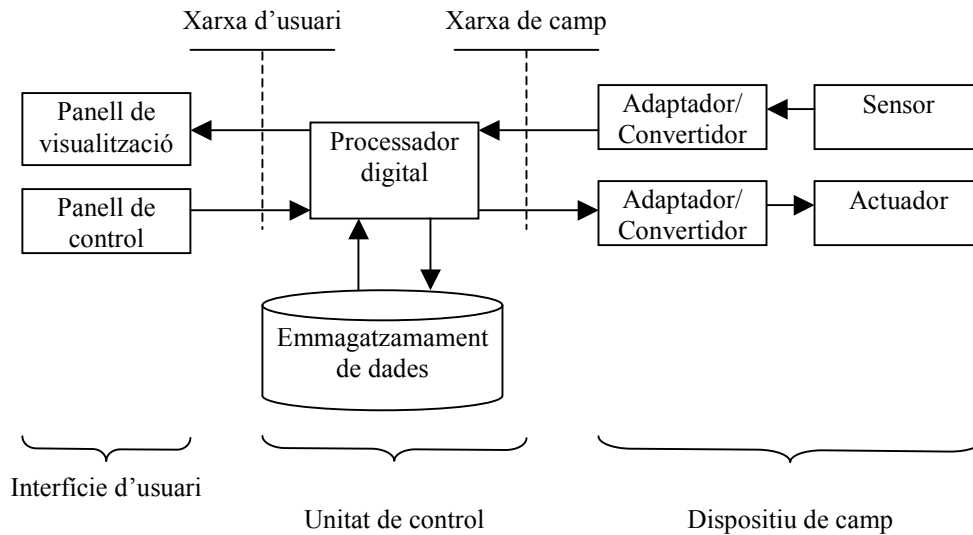 Xarxa d’usuari
Xarxa de camp
Panell de
visualització
Processador
digital
Adaptador/
Convertidor
Sensor
Panell de
control
Adaptador/
Convertidor
Actuador
Emmagatzamament
de dades
Interfície d’usuari
Unitat de control
Dispositiu de camp